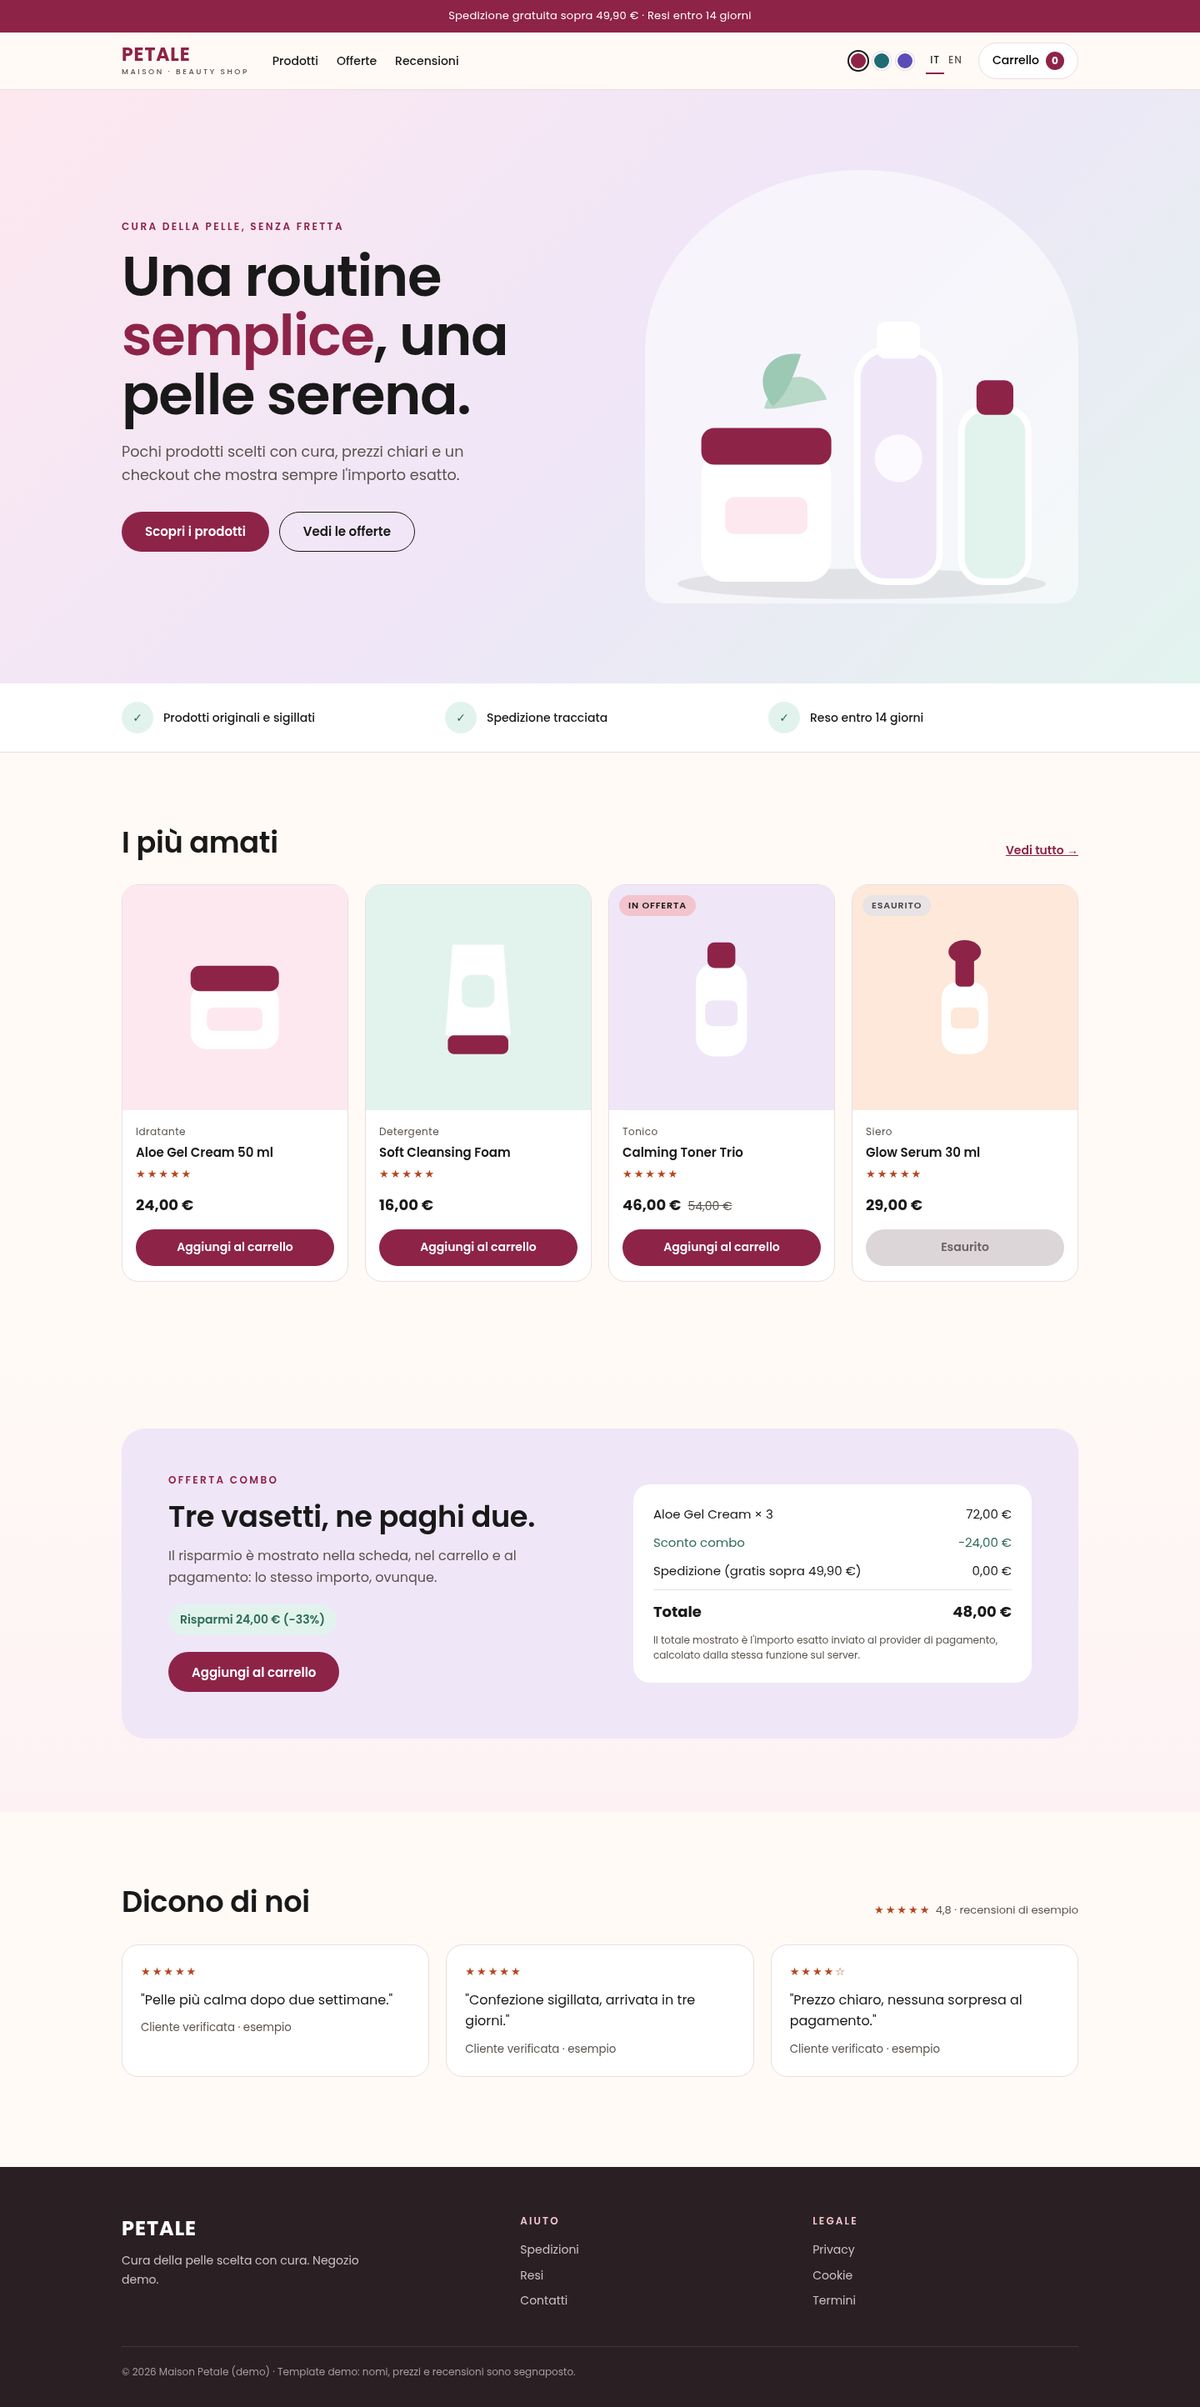 Spedizione gratuita sopra 49,90 € · Resi entro 14 giorni
PETALE
MAISON · BEAUTY SHOP
Prodotti
Offerte
Recensioni
IT
EN
Carrello
0
CURA DELLA PELLE, SENZA FRETTA
Una routine
semplice, una
pelle serena.
Pochi prodotti scelti con cura, prezzi chiari e un
checkout che mostra sempre l'importo esatto.
Scopri i prodotti
Vedi le offerte
✓
Prodotti originali e sigillati
✓
Spedizione tracciata
✓
Reso entro 14 giorni
I più amati
Vedi tutto →
Idratante
Aloe Gel Cream 50 ml
★★★★★
24,00 €
Aggiungi al carrello
Detergente
Soft Cleansing Foam
★★★★★
16,00 €
Aggiungi al carrello
IN OFFERTA
Tonico
Calming Toner Trio
★★★★★
46,00 € 54,00 €
Aggiungi al carrello
ESAURITO
Siero
Glow Serum 30 ml
★★★★★
29,00 €
Esaurito
OFFERTA COMBO
Tre vasetti, ne paghi due.
Il risparmio è mostrato nella scheda, nel carrello e al
pagamento: lo stesso importo, ovunque.
Risparmi 24,00 € (-33%)
Aggiungi al carrello
Aloe Gel Cream × 3 72,00 €
Sconto combo -24,00 €
Spedizione (gratis sopra 49,90 €) 0,00 €
Totale 48,00 €
Il totale mostrato è l'importo esatto inviato al provider di pagamento,
calcolato dalla stessa funzione sul server.
Dicono di noi
★★★★★ 4,8 · recensioni di esempio
★★★★★
"Pelle più calma dopo due settimane."
Cliente verificata · esempio
★★★★★
"Confezione sigillata, arrivata in tre
giorni."
Cliente verificata · esempio
★★★★☆
"Prezzo chiaro, nessuna sorpresa al
pagamento."
Cliente verificato · esempio
PETALE
Cura della pelle scelta con cura. Negozio
demo.
AIUTO
Spedizioni
Resi
Contatti
LEGALE
Privacy
Cookie
Termini
© 2026 Maison Petale (demo) · Template demo: nomi, prezzi e recensioni sono segnaposto.